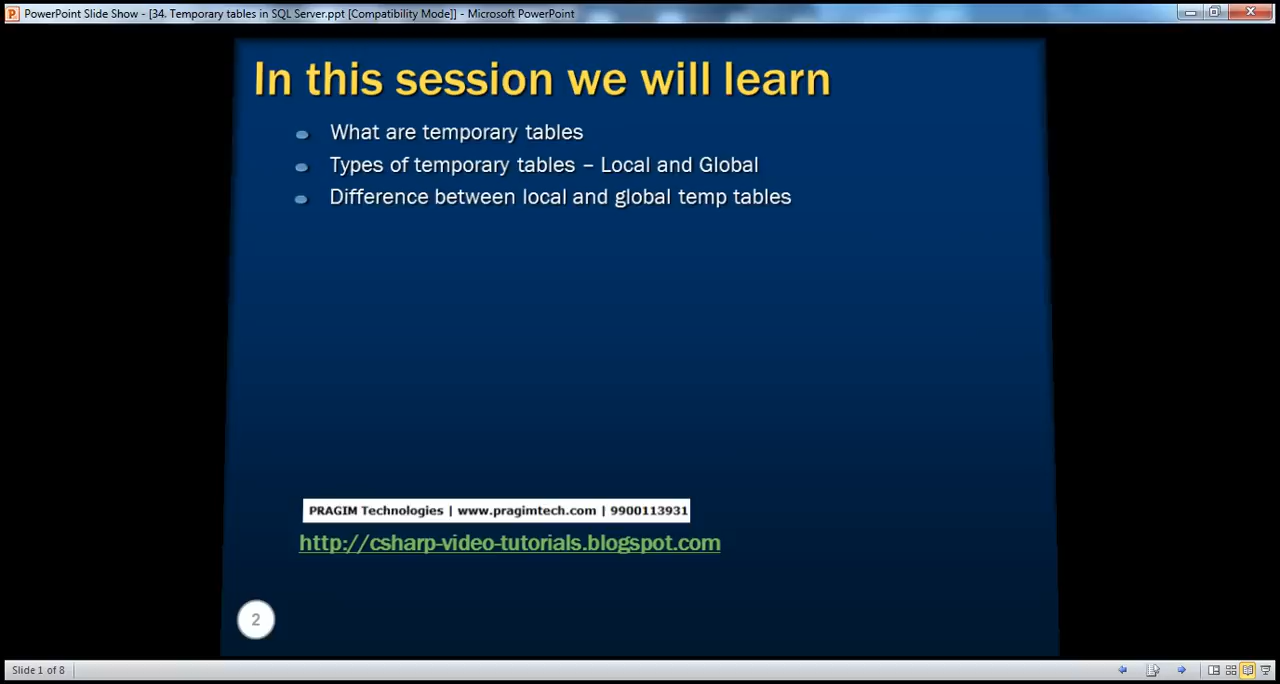 PowerPoint Slide Show - [34. Temporary tables in SQL Server.ppt [Compatibility Mode]] - Microsoft PowerPoint
In this session we will learn
What are temporary tables
Types of temporary tables – Local and Global
Difference between local and global temp tables
PRAGIM Technologies | www.pragimtech.com | 9900113931
http://csharp-video-tutorials.blogspot.com
2
Slide 1 of 8